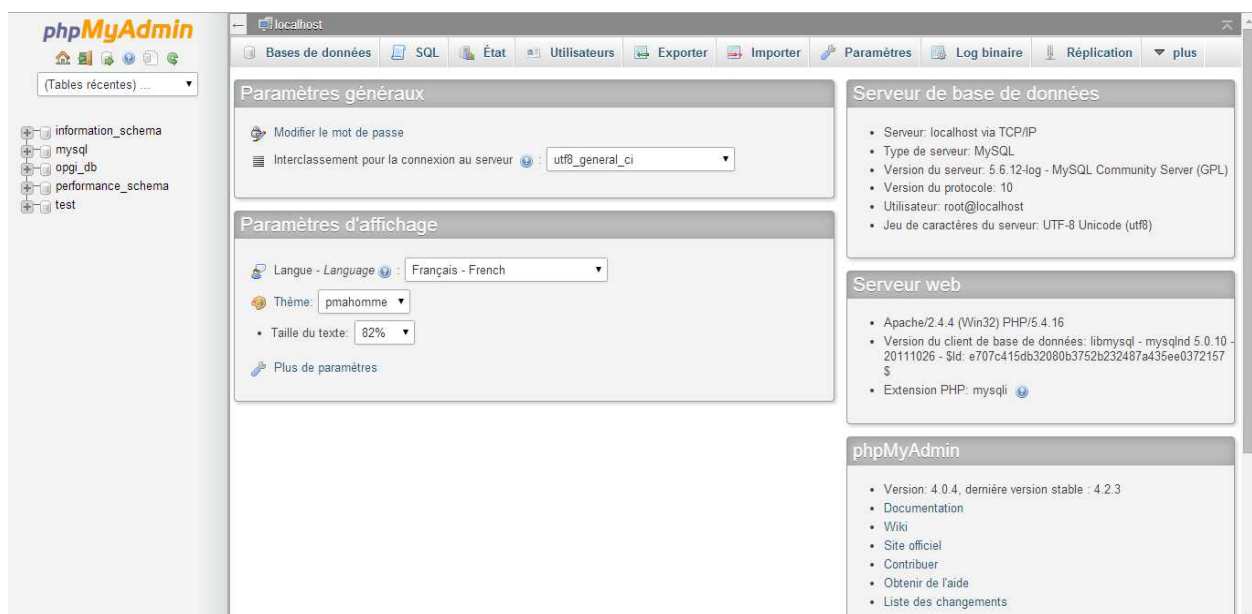 phpMyAdmin
(Tables récentes) ...
information_schema
mysql
opgi_db
performance_schema
test
localhost
Bases de données SQL État Utilisateurs Exporter Importer Paramètres Log binaire Réplication plus
Paramètres généraux
Modifier le mot de passe
Interclassement pour la connexion au serveur : utf8_general_ci
Paramètres d'affichage
Langue - Language : Français - French
Thème: pmahomme
Taille du texte: 82%
Plus de paramètres
Serveur de base de données
Serveur: localhost via TCP/IP
Type de serveur: MySQL
Version du serveur: 5.6.12-log - MySQL Community Server (GPL)
Version du protocole: 10
Utilisateur: root@localhost
Jeu de caractères du serveur: UTF-8 Unicode (utf8)
Serveur web
Apache/2.4.4 (Win32) PHP/5.4.16
Version du client de base de données: libmysql - mysqlnd 5.0.10 -
20111026 - $Id: e707c415db32080b3752b232487a435ee0372157
$
Extension PHP: mysqli
phpMyAdmin
Version: 4.0.4, dernière version stable : 4.2.3
Documentation
Wiki
Site officiel
Contribuer
Obtenir de l'aide
Liste des changements